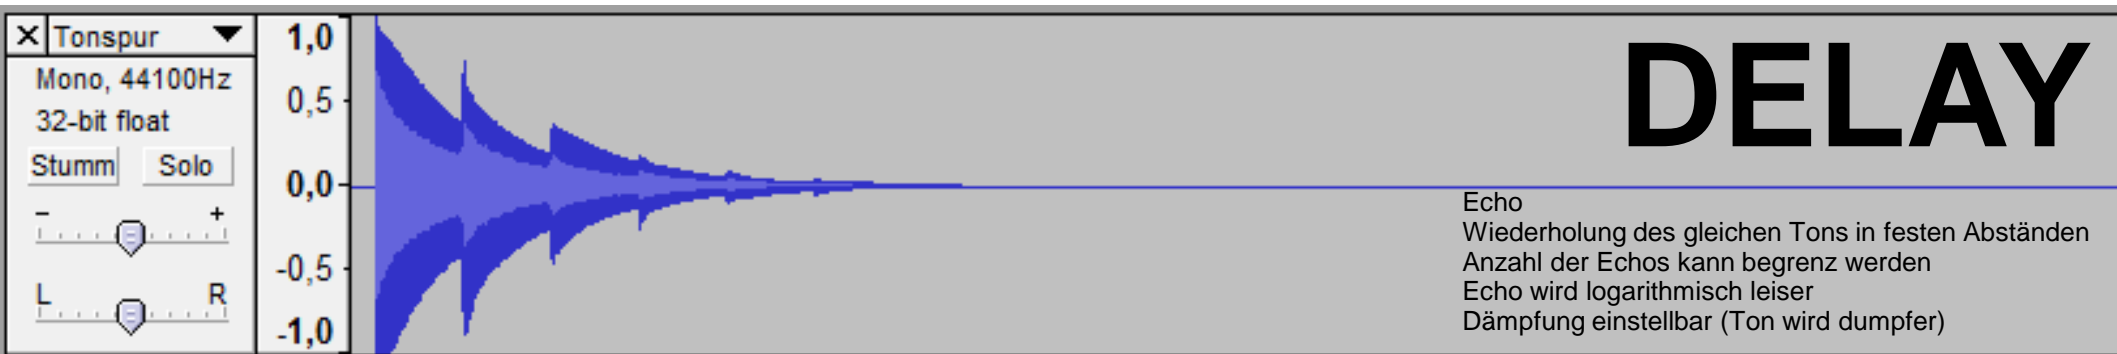 X Tonspur
Mono, 44100Hz
32-bit float
Stumm Solo
- +
L R
1,0
0,5
0,0
-0,5
-1,0
DELAY
Echo
Wiederholung des gleichen Tons in festen Abständen
Anzahl der Echos kann begrenz werden
Echo wird logarithmisch leiser
Dämpfung einstellbar (Ton wird dumpfer)